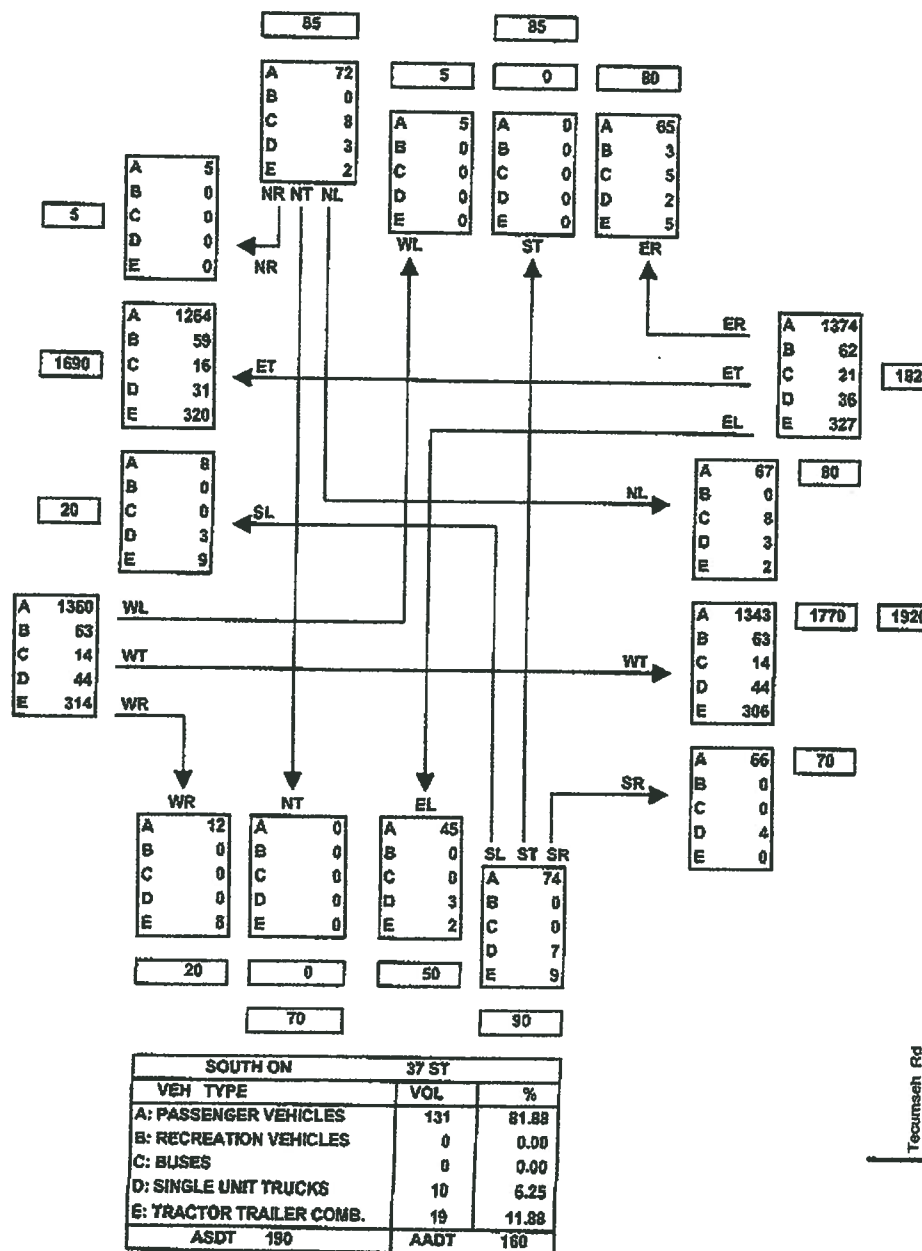 85
85
5
0
80
A 72
B 0
C 8
D 3
E 2
NR NT NL
A 5
B 0
C 0
D 0
E 0
WL
A 0
B 0
C 0
D 0
E 0
ST
A 65
B 3
C 5
D 2
E 5
ER
5
A 5
B 0
C 0
D 0
E 0
NR
1690
A 1264
B 59
C 16
D 31
E 320
ET
ER
ET
EL
A 1374
B 62
C 21
D 36
E 327
182
20
A 8
B 0
C 0
D 3
E 9
SL
NL
A 67
B 0
C 8
D 3
E 2
80
A 1360
B 63
C 14
D 44
E 314
WL
WT
WR
WT
A 1343
B 63
C 14
D 44
E 306
1770
1920
SR
A 66
B 0
C 0
D 4
E 0
70
WR
A 12
B 0
C 0
D 0
E 8
20
NT
A 0
B 0
C 0
D 0
E 0
0
70
EL
A 45
B 0
C 0
D 3
E 2
50
SL ST SR
A 74
B 0
C 0
D 7
E 9
90
SOUTH ON 37 ST
VEH TYPE VOL %
A: PASSENGER VEHICLES 131 81.88
B: RECREATION VEHICLES 0 0.00
C: BUSES 0 0.00
D: SINGLE UNIT TRUCKS 10 6.25
E: TRACTOR TRAILER COMB. 19 11.88
ASDT 190 AADT 160
Tecumseh Rd